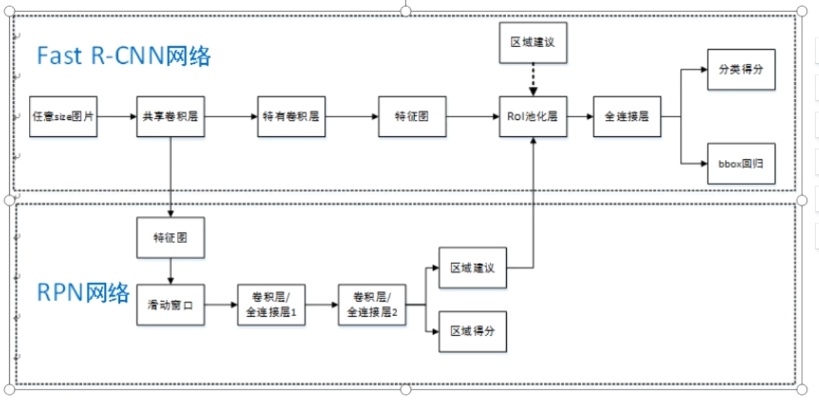 Fast R-CNN网络
区域建议
分类得分
任意size图片
共享卷积层
特有卷积层
特征图
RoI池化层
全连接层
bbox回归
特征图
RPN网络
滑动窗口
卷积层/
全连接层1
卷积层/
全连接层2
区域建议
区域得分